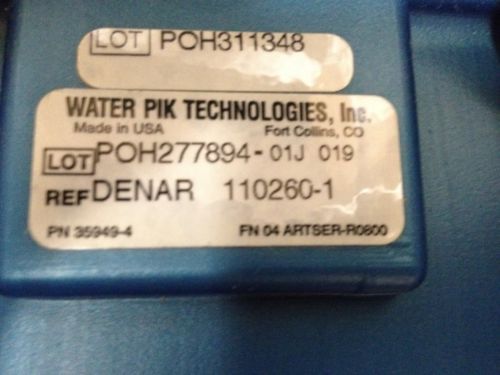 LOT POH311348
WATER PIK TECHNOLOGIES, Inc.
Made in USA Fort Collins, CO
LOT POH277894-01J 019
REF DENAR 110260-1
PN 35949-4 FN 04 ARTSER-R0800